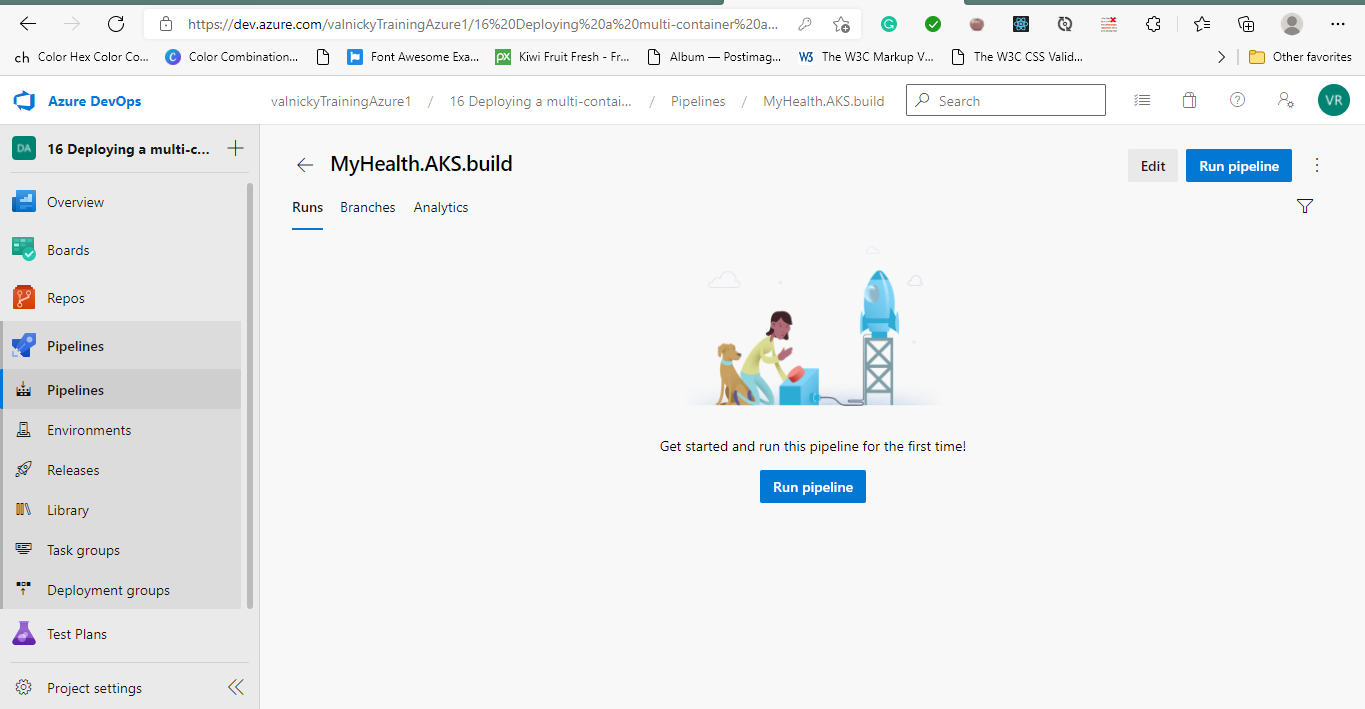 https://dev.azure.com/valnickyTrainingAzure1/16%20Deploying%20a%20multi-container%20a...
ch Color Hex Color Co... C Color Combination... Font Awesome Exa... px Kiwi Fruit Fresh - Fr... Album — Postimag... W3 The W3C Markup V... The W3C CSS Valid... Other favorites
Azure DevOps
valnickyTrainingAzure1 / 16 Deploying a multi-contai... / Pipelines / MyHealth.AKS.build
Search
VR
DA 16 Deploying a multi-c...
Overview
Boards
Repos
Pipelines
Pipelines
Environments
Releases
Library
Task groups
Deployment groups
Test Plans
Project settings
MyHealth.AKS.build
Edit
Run pipeline
Runs Branches Analytics
Get started and run this pipeline for the first time!
Run pipeline